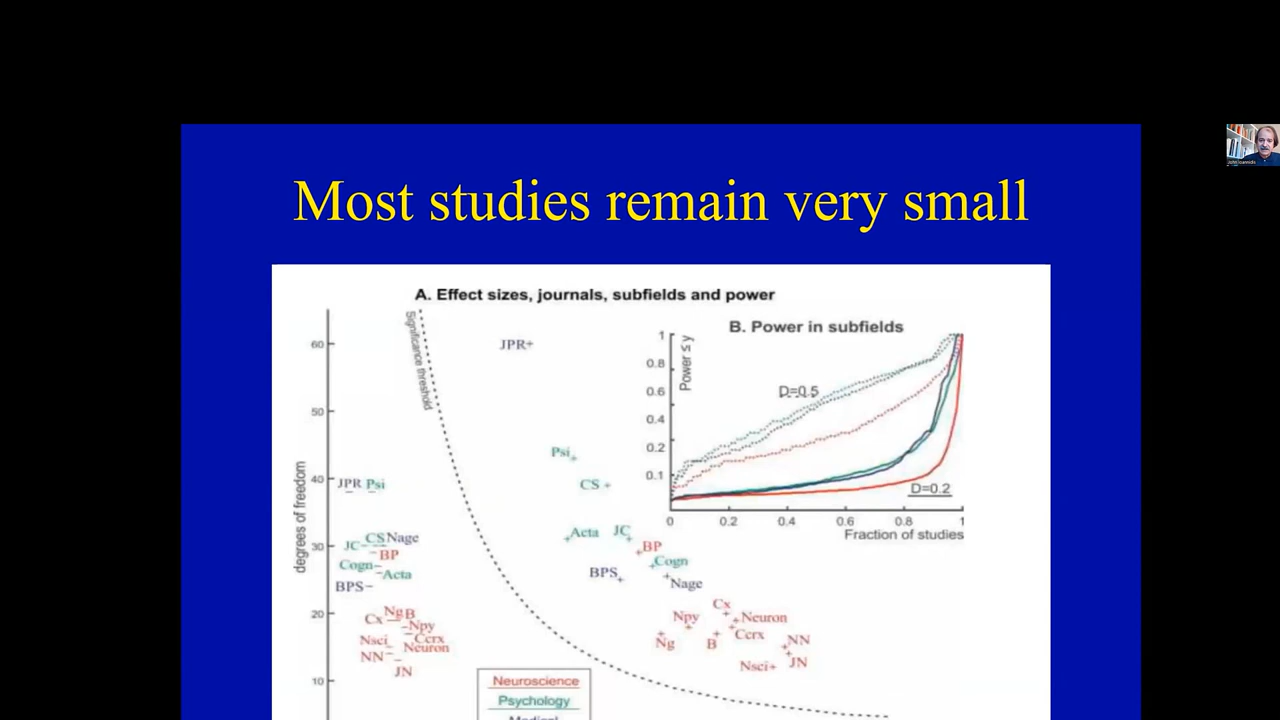 Most studies remain very small
John Ioannidis
A. Effect sizes, journals, subfields and power
Significance threshold
degrees of freedom
60
50
40
30
20
10
JPR+
Psi+
CS +
JPR Psi
Acta JC
CS Nage
JC
BP
Cogn
Acta
BPS
BP
Cogn
BPS
Nage
Ng B
Cx
Npy
Ccrx
Nsci
Neuron
NN
JN
Cx
Npy
Neuron
Ng
B
Ccrx
NN
Nsci+
JN
Neuroscience
Psychology
Medical
B. Power in subfields
Power ≤ y
1
0.8
0.6
0.4
0.2
0.1
D=0.5
D=0.2
0 0.2 0.4 0.6 0.8 1
Fraction of studies